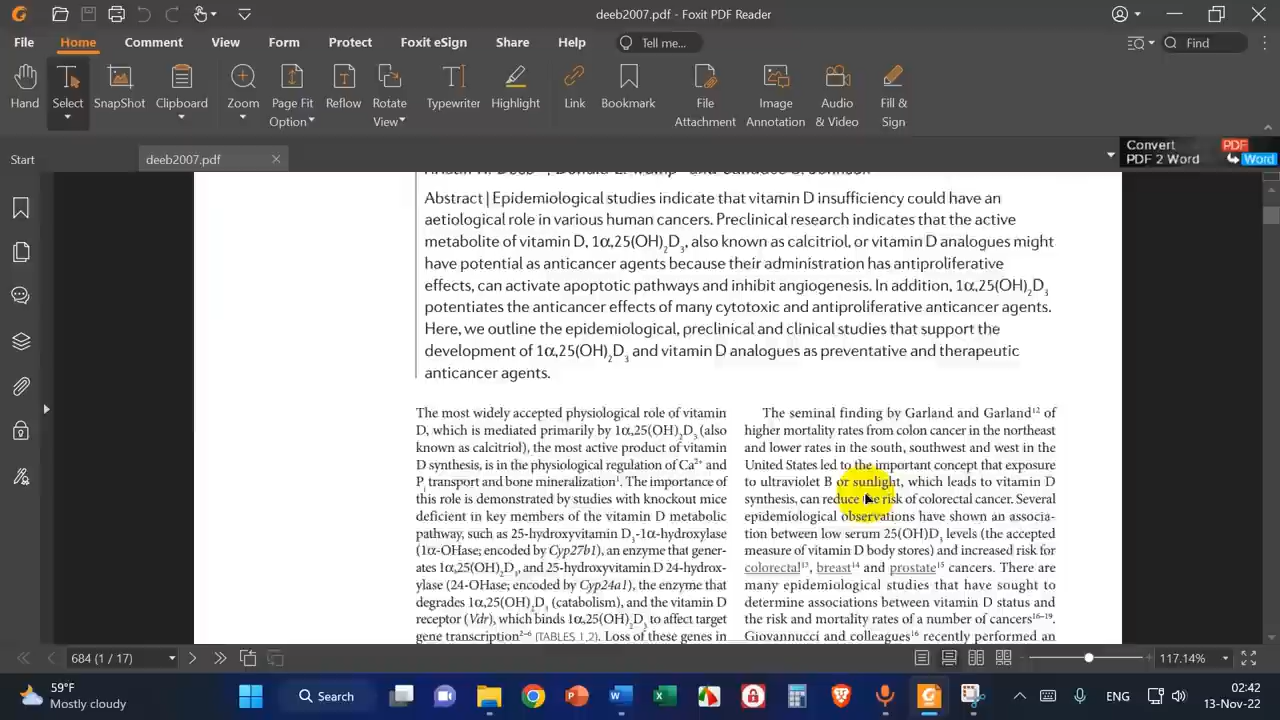 deeb2007.pdf - Foxit PDF Reader
File Home Comment View Form Protect Foxit eSign Share Help Tell me... Find
Hand Select SnapShot Clipboard Zoom Page Fit Option Reflow Rotate View Typewriter Highlight Link Bookmark File Attachment Image Annotation Audio & Video Fill & Sign
Start deeb2007.pdf
Convert PDF
PDF 2 Word Word
Abstract | Epidemiological studies indicate that vitamin D insufficiency could have an
aetiological role in various human cancers. Preclinical research indicates that the active
metabolite of vitamin D, 1α,25(OH)₂D₃, also known as calcitriol, or vitamin D analogues might
have potential as anticancer agents because their administration has antiproliferative
effects, can activate apoptotic pathways and inhibit angiogenesis. In addition, 1α,25(OH)₂D₃
potentiates the anticancer effects of many cytotoxic and antiproliferative anticancer agents.
Here, we outline the epidemiological, preclinical and clinical studies that support the
development of 1α,25(OH)₂D₃ and vitamin D analogues as preventative and therapeutic
anticancer agents.
The most widely accepted physiological role of vitamin
D, which is mediated primarily by 1α,25(OH)₂D₃ (also
known as calcitriol), the most active product of vitamin
D synthesis, is in the physiological regulation of Ca²⁺ and
Pᵢ transport and bone mineralization¹. The importance of
this role is demonstrated by studies with knockout mice
deficient in key members of the vitamin D metabolic
pathway, such as 25-hydroxyvitamin D₃-1α-hydroxylase
(1α-OHase; encoded by Cyp27b1), an enzyme that gener-
ates 1α,25(OH)₂D₃, and 25-hydroxyvitamin D 24-hydrox-
ylase (24-OHase; encoded by Cyp24a1), the enzyme that
degrades 1α,25(OH)₂D₃ (catabolism), and the vitamin D
receptor (Vdr), which binds 1α,25(OH)₂D₃ to affect target
gene transcription²⁻⁶ (TABLES 1,2). Loss of these genes in
The seminal finding by Garland and Garland¹² of
higher mortality rates from colon cancer in the northeast
and lower rates in the south, southwest and west in the
United States led to the important concept that exposure
to ultraviolet B or sunlight, which leads to vitamin D
synthesis, can reduce the risk of colorectal cancer. Several
epidemiological observations have shown an associa-
tion between low serum 25(OH)D₃ levels (the accepted
measure of vitamin D body stores) and increased risk for
colorectal¹³, breast¹⁴ and prostate¹⁵ cancers. There are
many epidemiological studies that have sought to
determine associations between vitamin D status and
the risk and mortality rates of a number of cancers¹⁶⁻¹⁹.
Giovannucci and colleagues¹⁶ recently performed an
684 (1 / 17) 117.14%
59°F
Mostly cloudy
Search
ENG
02:42
13-Nov-22